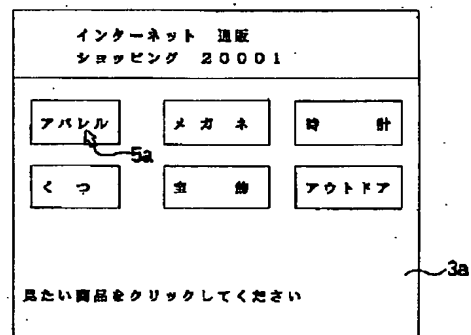 インターネット 通販
ショッピング 20001
アパレル
メガネ
時計
5a
くつ
宝飾
アウトドア
3a
見たい商品をクリックしてください